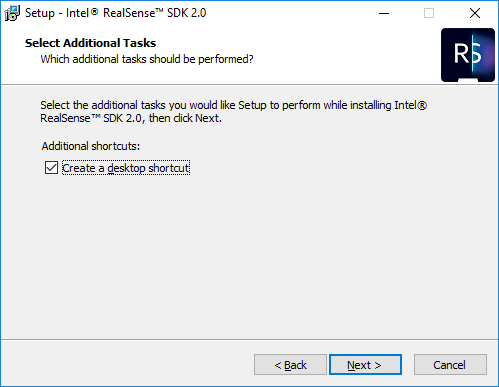 Setup - Intel® RealSense™ SDK 2.0
Select Additional Tasks
Which additional tasks should be performed?
RS
Select the additional tasks you would like Setup to perform while installing Intel®
RealSense™ SDK 2.0, then click Next.
Additional shortcuts:
Create a desktop shortcut
< Back
Next >
Cancel